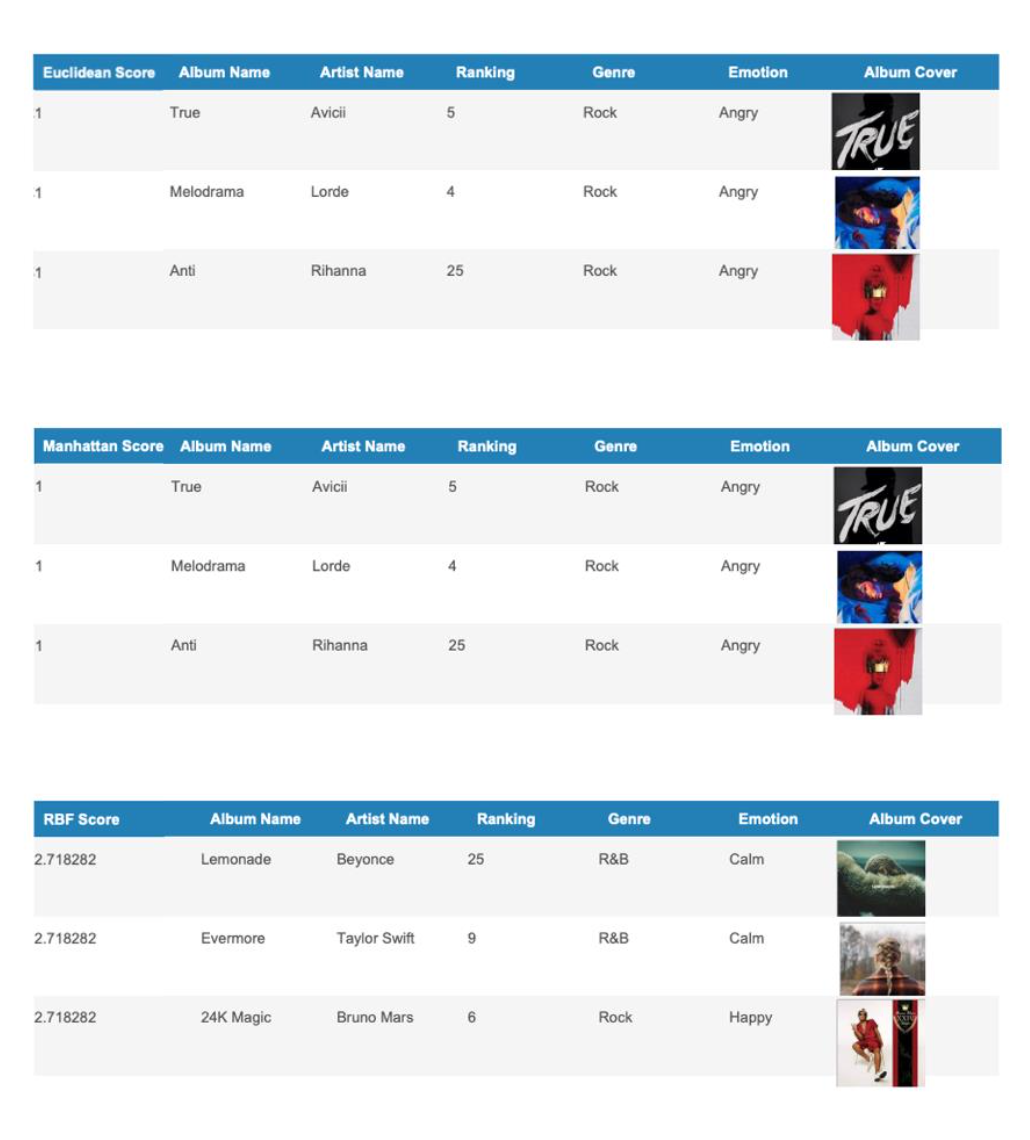 Euclidean Score Album Name Artist Name Ranking Genre Emotion Album Cover
1 True Avicii 5 Rock Angry
TRUE
1 Melodrama Lorde 4 Rock Angry
1 Anti Rihanna 25 Rock Angry
Manhattan Score Album Name Artist Name Ranking Genre Emotion Album Cover
1 True Avicii 5 Rock Angry
TRUE
1 Melodrama Lorde 4 Rock Angry
1 Anti Rihanna 25 Rock Angry
RBF Score Album Name Artist Name Ranking Genre Emotion Album Cover
2.718282 Lemonade Beyonce 25 R&B Calm
2.718282 Evermore Taylor Swift 9 R&B Calm
2.718282 24K Magic Bruno Mars 6 Rock Happy